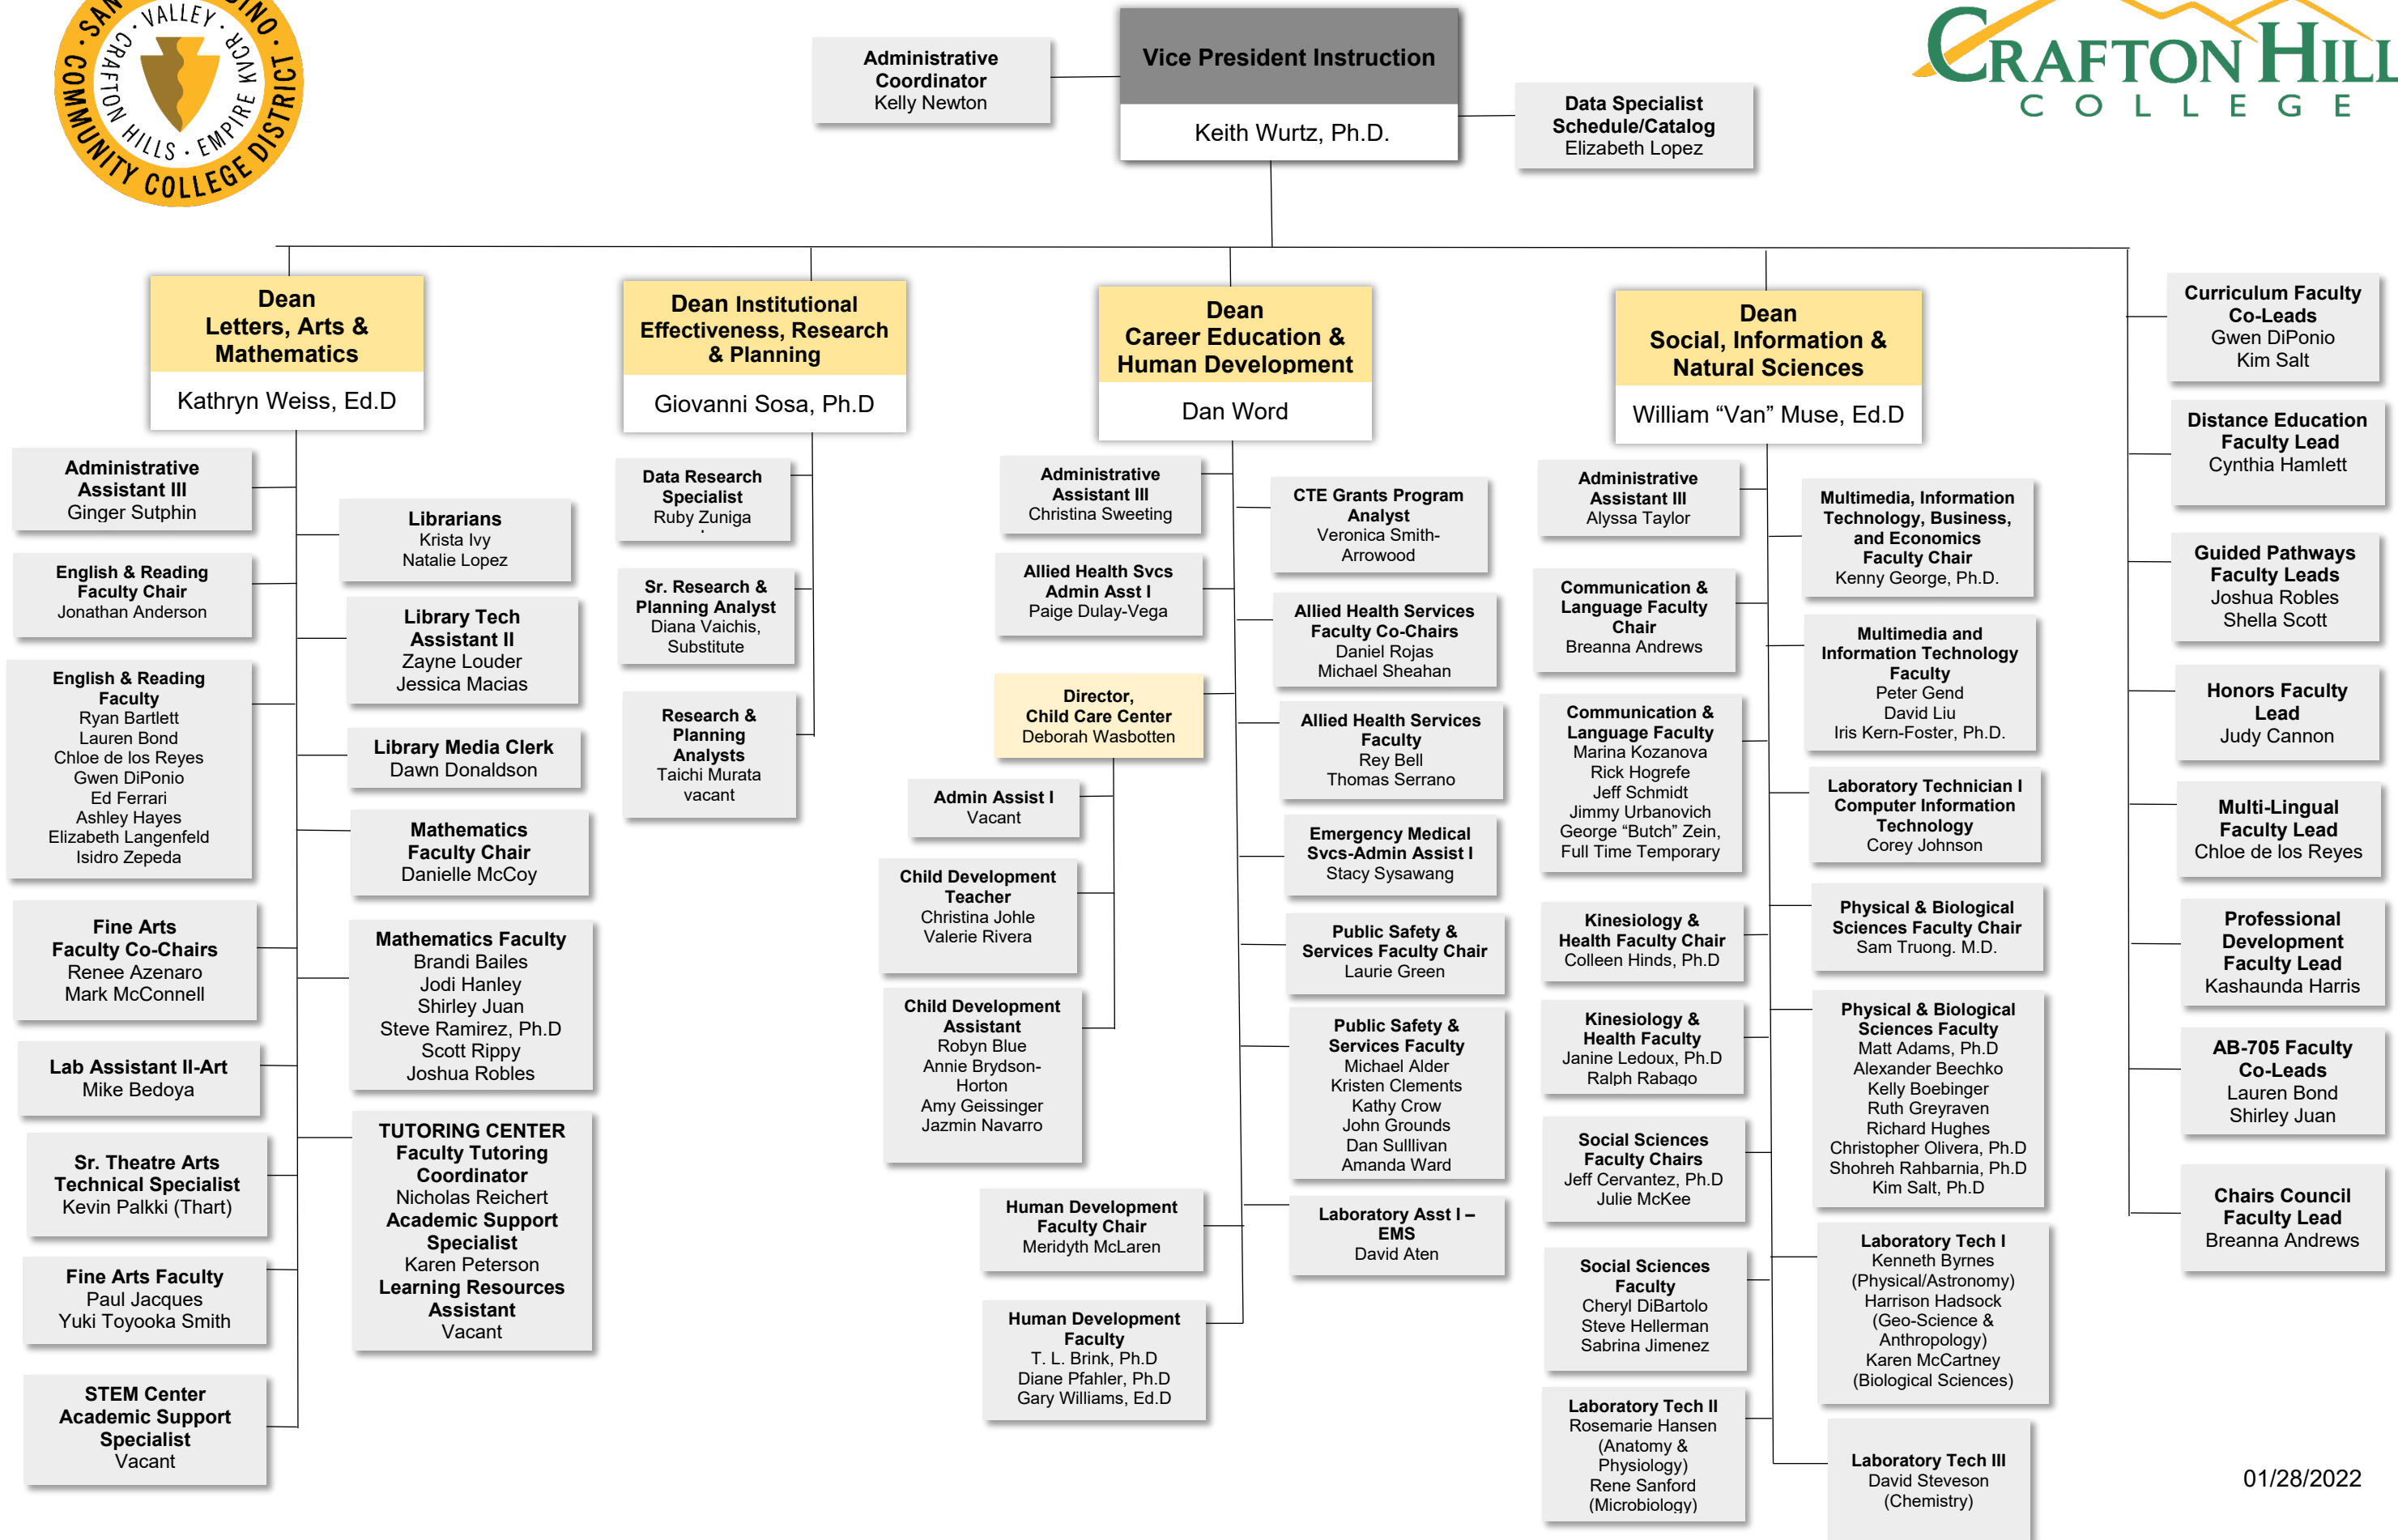 SAN
DINO
COMMUNITY COLLEGE DISTRICT
VALLEY
CRAFTON HILLS
EMPIRE KVCR
CRAFTON HILL
COLLEGE
Vice President Instruction
Keith Wurtz, Ph.D.
Administrative
Coordinator
Kelly Newton
Data Specialist
Schedule/Catalog
Elizabeth Lopez
Dean
Letters, Arts &
Mathematics
Kathryn Weiss, Ed.D
Administrative
Assistant III
Ginger Sutphin
English & Reading
Faculty Chair
Jonathan Anderson
English & Reading
Faculty
Ryan Bartlett
Lauren Bond
Chloe de los Reyes
Gwen DiPonio
Ed Ferrari
Ashley Hayes
Elizabeth Langenfeld
Isidro Zepeda
Fine Arts
Faculty Co-Chairs
Renee Azenaro
Mark McConnell
Lab Assistant II-Art
Mike Bedoya
Sr. Theatre Arts
Technical Specialist
Kevin Palkki (Thart)
Fine Arts Faculty
Paul Jacques
Yuki Toyooka Smith
STEM Center
Academic Support
Specialist
Vacant
Librarians
Krista Ivy
Natalie Lopez
Library Tech
Assistant II
Zayne Louder
Jessica Macias
Library Media Clerk
Dawn Donaldson
Mathematics
Faculty Chair
Danielle McCoy
Mathematics Faculty
Brandi Bailes
Jodi Hanley
Shirley Juan
Steve Ramirez, Ph.D
Scott Rippy
Joshua Robles
TUTORING CENTER
Faculty Tutoring
Coordinator
Nicholas Reichert
Academic Support
Specialist
Karen Peterson
Learning Resources
Assistant
Vacant
Dean Institutional
Effectiveness, Research
& Planning
Giovanni Sosa, Ph.D
Data Research
Specialist
Ruby Zuniga
Sr. Research &
Planning Analyst
Diana Vaichis,
Substitute
Research &
Planning
Analysts
Taichi Murata
vacant
Dean
Career Education &
Human Development
Dan Word
Administrative
Assistant III
Christina Sweeting
Allied Health Svcs
Admin Asst I
Paige Dulay-Vega
Director,
Child Care Center
Deborah Wasbotten
Admin Assist I
Vacant
Child Development
Teacher
Christina Johle
Valerie Rivera
Child Development
Assistant
Robyn Blue
Annie Brydson-
Horton
Amy Geissinger
Jazmin Navarro
Human Development
Faculty Chair
Meridyth McLaren
Human Development
Faculty
T. L. Brink, Ph.D
Diane Pfahler, Ph.D
Gary Williams, Ed.D
CTE Grants Program
Analyst
Veronica Smith-
Arrowood
Allied Health Services
Faculty Co-Chairs
Daniel Rojas
Michael Sheahan
Allied Health Services
Faculty
Rey Bell
Thomas Serrano
Emergency Medical
Svcs-Admin Assist I
Stacy Sysawang
Public Safety &
Services Faculty Chair
Laurie Green
Public Safety &
Services Faculty
Michael Alder
Kristen Clements
Kathy Crow
John Grounds
Dan Sulllivan
Amanda Ward
Laboratory Asst I –
EMS
David Aten
Dean
Social, Information &
Natural Sciences
William “Van” Muse, Ed.D
Administrative
Assistant III
Alyssa Taylor
Communication &
Language Faculty
Chair
Breanna Andrews
Communication &
Language Faculty
Marina Kozanova
Rick Hogrefe
Jeff Schmidt
Jimmy Urbanovich
George “Butch” Zein,
Full Time Temporary
Kinesiology &
Health Faculty Chair
Colleen Hinds, Ph.D
Kinesiology &
Health Faculty
Janine Ledoux, Ph.D
Ralph Rabago
Social Sciences
Faculty Chairs
Jeff Cervantez, Ph.D
Julie McKee
Social Sciences
Faculty
Cheryl DiBartolo
Steve Hellerman
Sabrina Jimenez
Laboratory Tech II
Rosemarie Hansen
(Anatomy &
Physiology)
Rene Sanford
(Microbiology)
Multimedia, Information
Technology, Business,
and Economics
Faculty Chair
Kenny George, Ph.D.
Multimedia and
Information Technology
Faculty
Peter Gend
David Liu
Iris Kern-Foster, Ph.D.
Laboratory Technician I
Computer Information
Technology
Corey Johnson
Physical & Biological
Sciences Faculty Chair
Sam Truong. M.D.
Physical & Biological
Sciences Faculty
Matt Adams, Ph.D
Alexander Beechko
Kelly Boebinger
Ruth Greyraven
Richard Hughes
Christopher Olivera, Ph.D
Shohreh Rahbarnia, Ph.D
Kim Salt, Ph.D
Laboratory Tech I
Kenneth Byrnes
(Physical/Astronomy)
Harrison Hadsock
(Geo-Science &
Anthropology)
Karen McCartney
(Biological Sciences)
Laboratory Tech III
David Steveson
(Chemistry)
Curriculum Faculty
Co-Leads
Gwen DiPonio
Kim Salt
Distance Education
Faculty Lead
Cynthia Hamlett
Guided Pathways
Faculty Leads
Joshua Robles
Shella Scott
Honors Faculty
Lead
Judy Cannon
Multi-Lingual
Faculty Lead
Chloe de los Reyes
Professional
Development
Faculty Lead
Kashaunda Harris
AB-705 Faculty
Co-Leads
Lauren Bond
Shirley Juan
Chairs Council
Faculty Lead
Breanna Andrews
01/28/2022